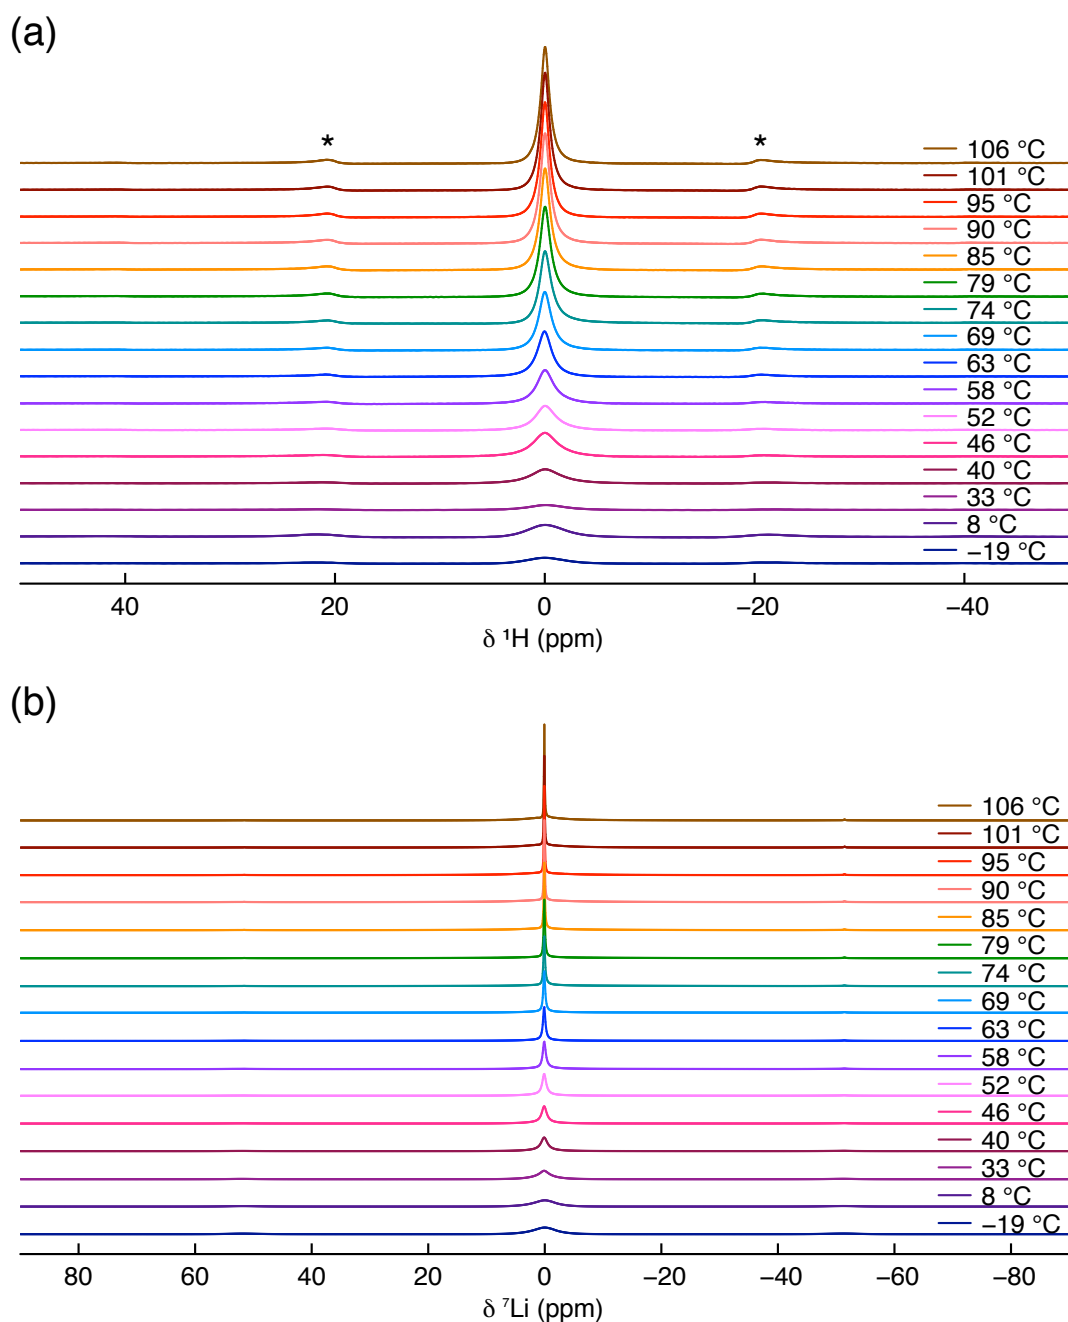 (a)
* *
106 °C
101 °C
95 °C
90 °C
85 °C
79 °C
74 °C
69 °C
63 °C
58 °C
52 °C
46 °C
40 °C
33 °C
8 °C
−19 °C
40 20 0 −20 −40
δ ¹H (ppm)
(b)
106 °C
101 °C
95 °C
90 °C
85 °C
79 °C
74 °C
69 °C
63 °C
58 °C
52 °C
46 °C
40 °C
33 °C
8 °C
−19 °C
80 60 40 20 0 −20 −40 −60 −80
δ ⁷Li (ppm)